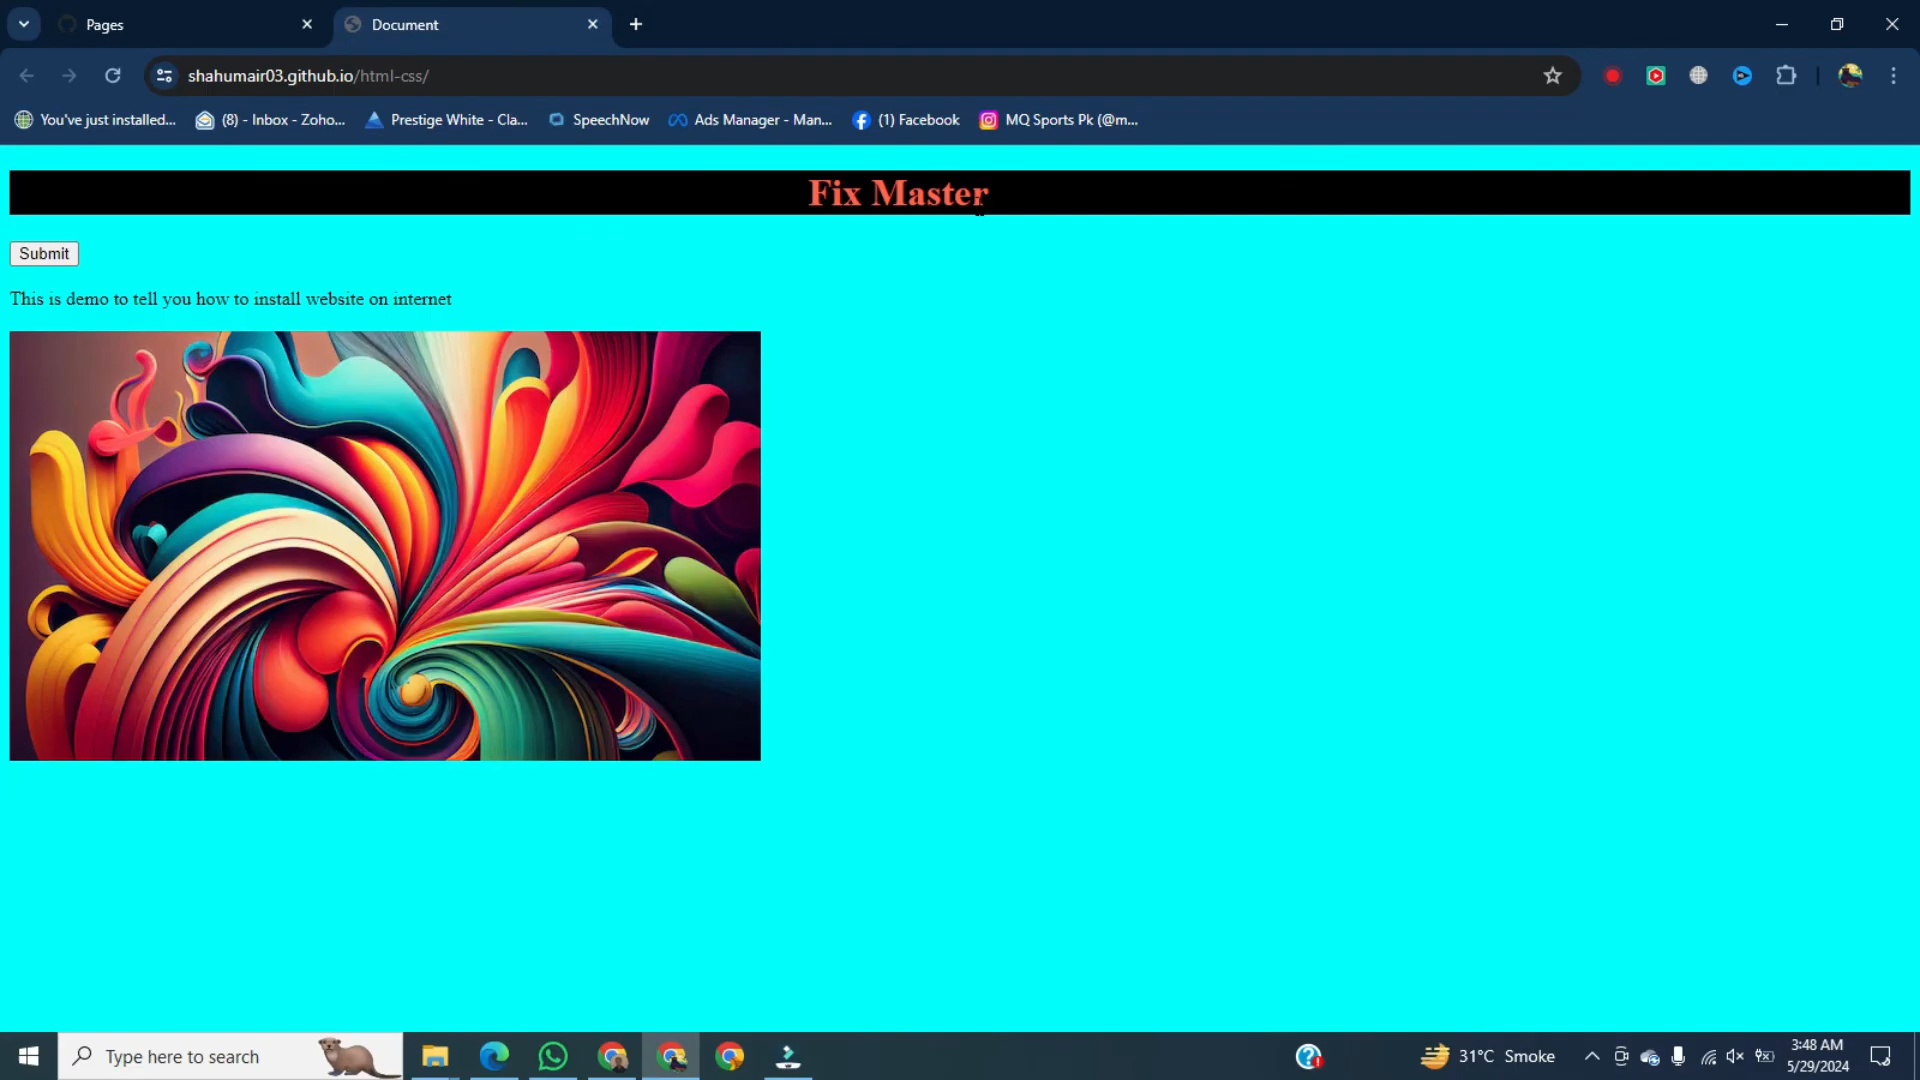 Pages
Document
shahumair03.github.io/html-css/
You've just installed...
(8) - Inbox - Zoho...
Prestige White - Cla...
SpeechNow
Ads Manager - Man...
(1) Facebook
MQ Sports Pk (@m...
Fix Master
Submit
This is demo to tell you how to install website on internet
Type here to search
31°C Smoke
3:48 AM
5/29/2024